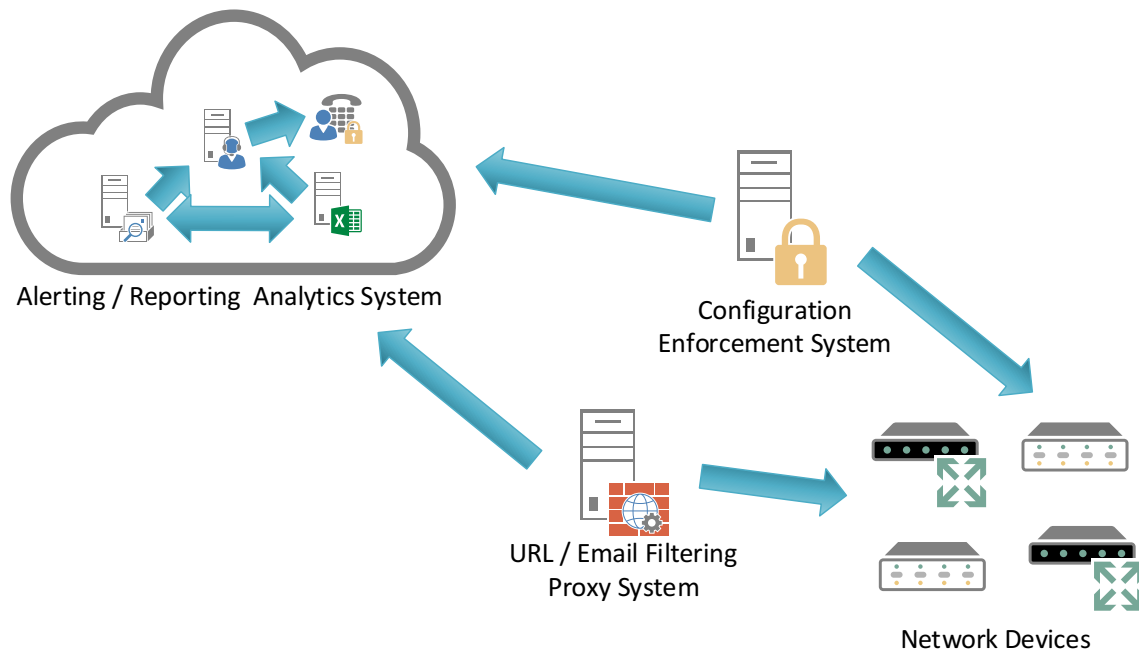 Alerting / Reporting  Analytics System
Configuration
Enforcement System
URL / Email Filtering
Proxy System
Network Devices
X